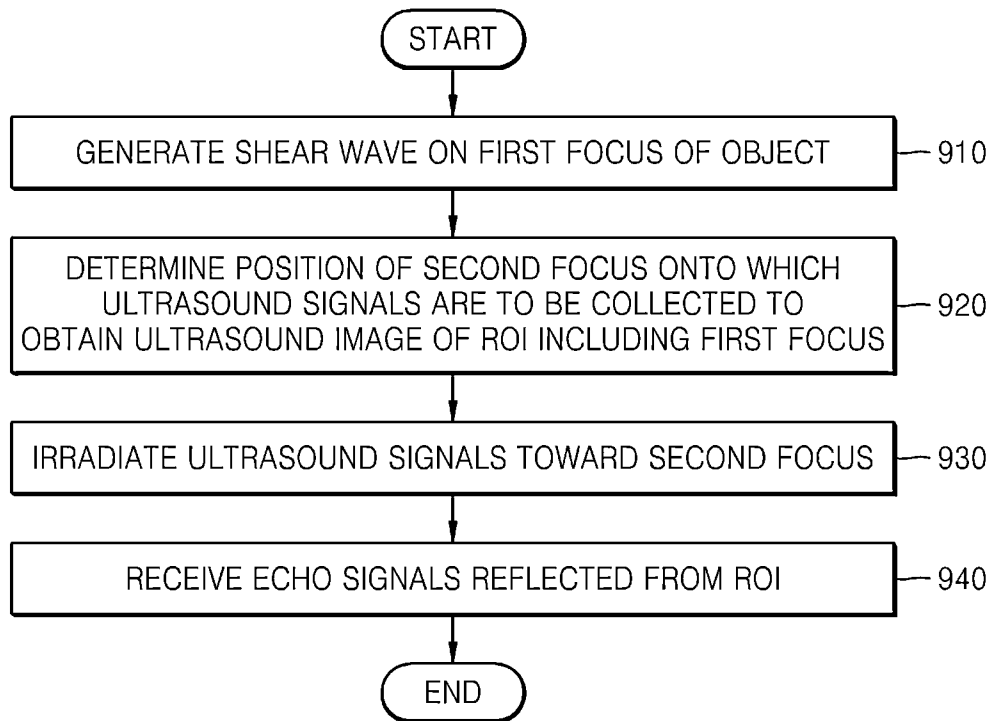 START
GENERATE SHEAR WAVE ON FIRST FOCUS OF OBJECT
910
DETERMINE POSITION OF SECOND FOCUS ONTO WHICH
ULTRASOUND SIGNALS ARE TO BE COLLECTED TO
OBTAIN ULTRASOUND IMAGE OF ROI INCLUDING FIRST FOCUS
920
IRRADIATE ULTRASOUND SIGNALS TOWARD SECOND FOCUS
930
RECEIVE ECHO SIGNALS REFLECTED FROM ROI
940
END